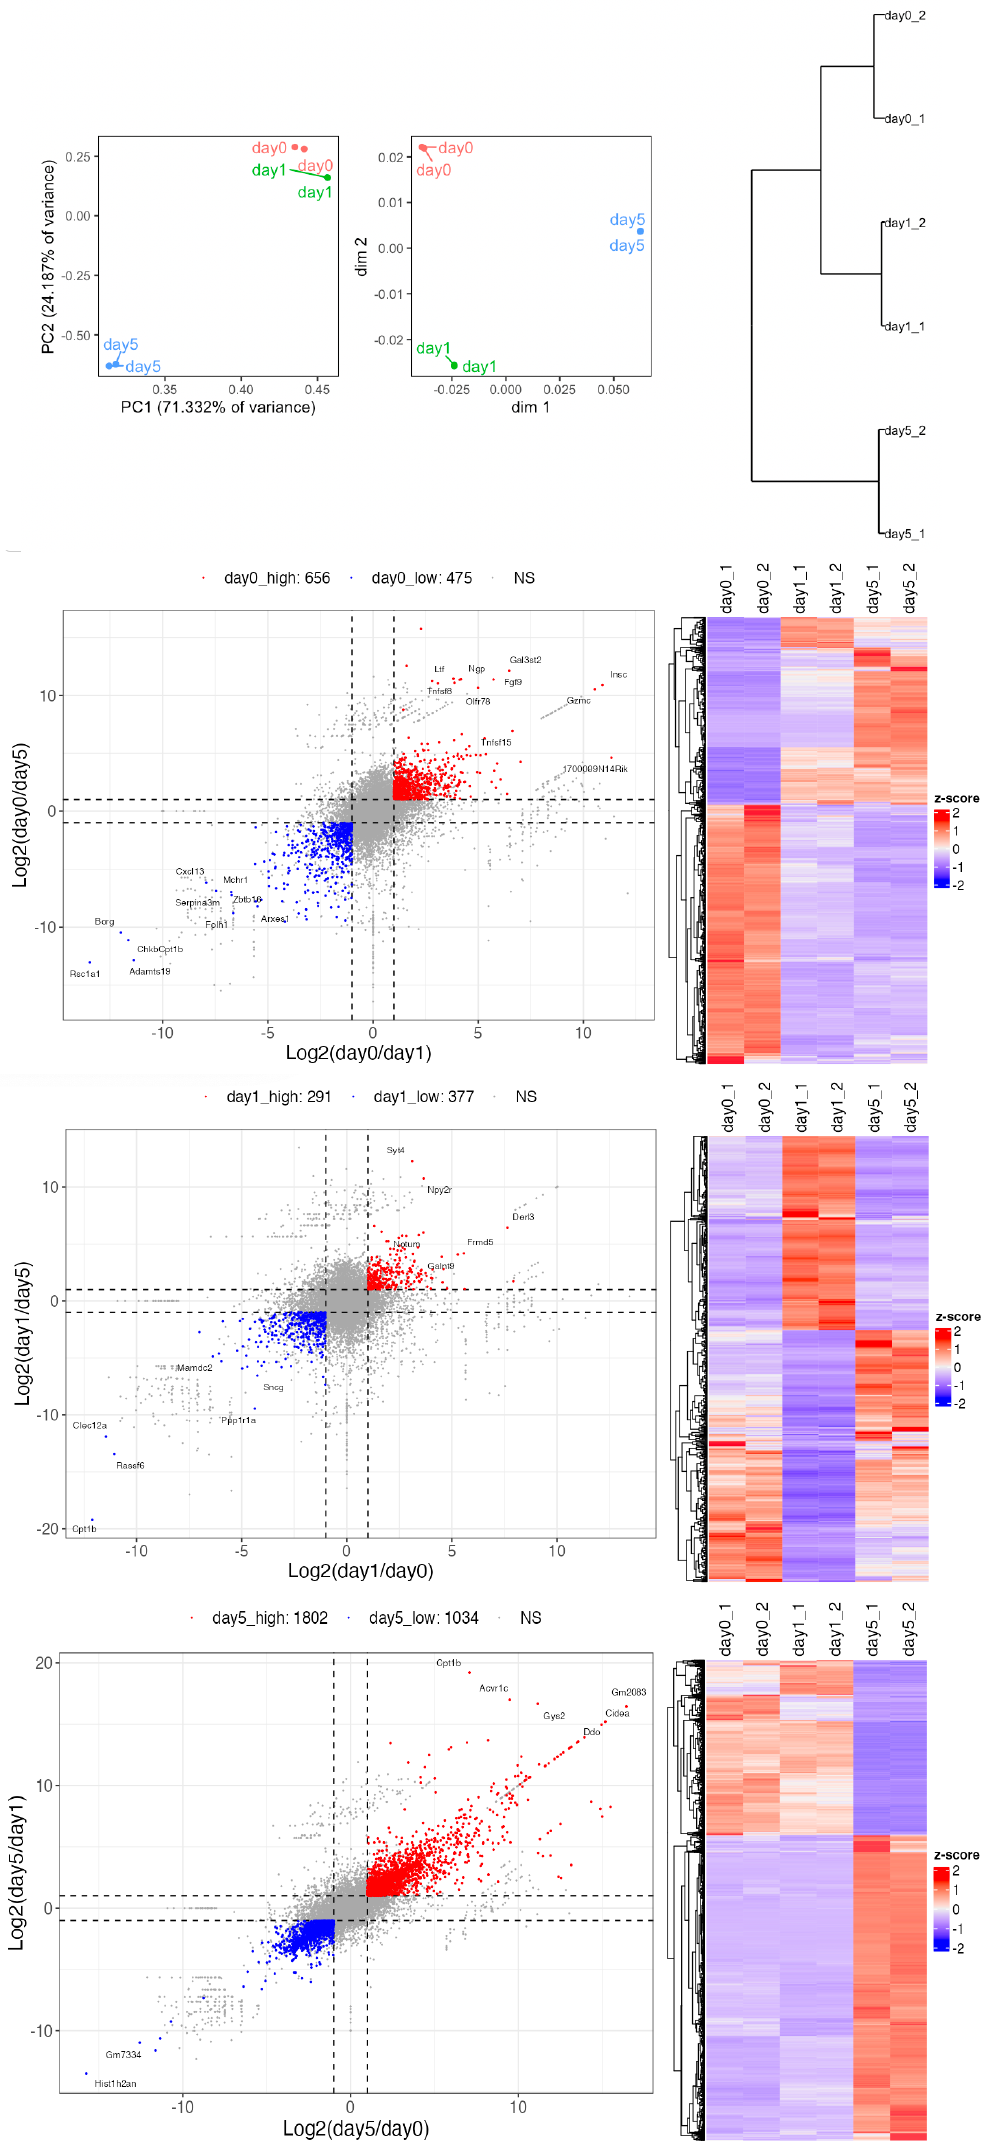 day0_2
day0_1
day1_2
day1_1
day5_2
day5_1
PC2 (24.187% of variance)
0.25
0.00
-0.25
-0.50
day0
day0
day1
day1
day5
day5
0.35
0.40
0.45
PC1 (71.332% of variance)
dim 2
0.02
0.01
0.00
-0.01
-0.02
day0
day0
day5
day5
day1
day1
-0.025
0.000
0.025
0.050
dim 1
day0_high: 656
day0_low: 475
NS
Log2(day0/day5)
10
0
-10
Ltf
Ngp
Gal3st2
Tnfsf8
Fgf9
Olfr78
Insc
Gzmc
Tnfsf15
1700009N14Rik
Cxcl13
Mchr1
Serpina3m
Zbtb16
Folh1
Arxes1
Borg
ChkbCpt1b
Rsc1a1
Adamts19
-10
-5
0
5
10
Log2(day0/day1)
day0_1
day0_2
day1_1
day1_2
day5_1
day5_2
z-score
2
1
0
-1
-2
day1_high: 291
day1_low: 377
NS
Log2(day1/day5)
10
0
-10
-20
Syt4
Npy2r
Derl3
Notum
Frmd5
Galnt9
Mamdc2
Sncg
Ppp1r1a
Clec12a
Rassf6
Cpt1b
-10
-5
0
5
10
Log2(day1/day0)
day0_1
day0_2
day1_1
day1_2
day5_1
day5_2
z-score
2
1
0
-1
-2
day5_high: 1802
day5_low: 1034
NS
Log2(day5/day1)
20
10
0
-10
Cpt1b
Acvr1c
Gm2083
Gys2
Cidea
Ddo
Gm7334
Hist1h2an
-10
0
10
Log2(day5/day0)
day0_1
day0_2
day1_1
day1_2
day5_1
day5_2
z-score
2
1
0
-1
-2